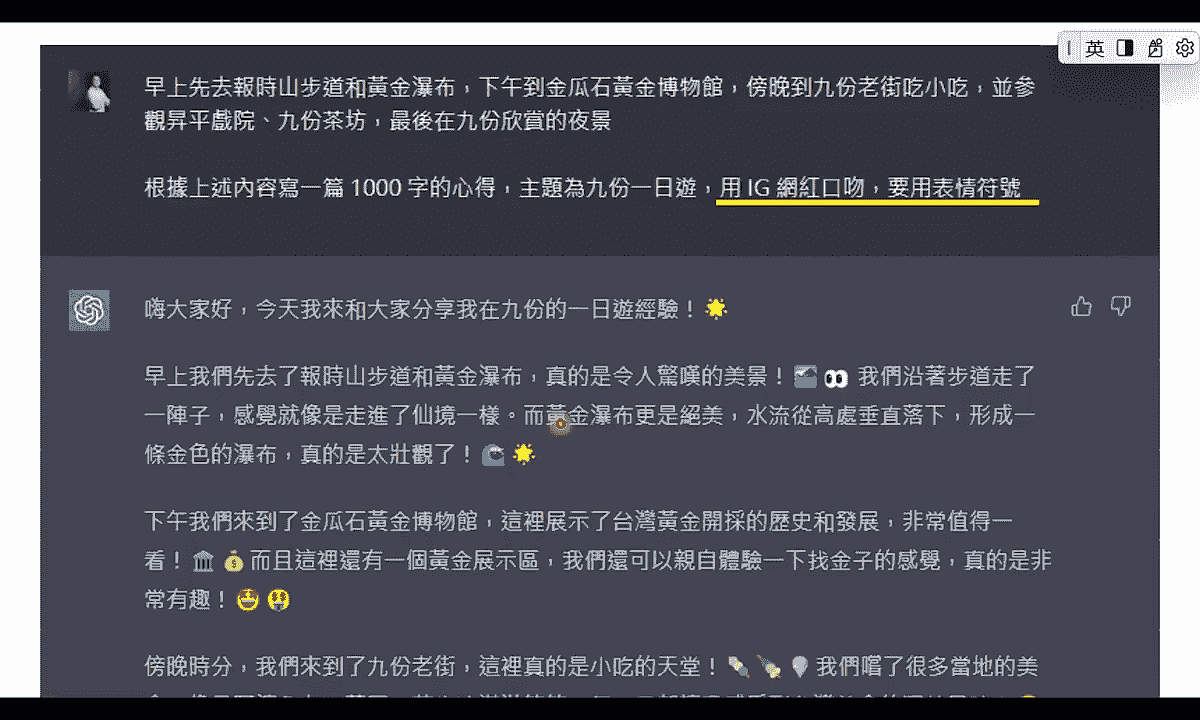 英
早上先去報時山步道和黃金瀑布，下午到金瓜石黃金博物館，傍晚到九份老街吃小吃，並參
觀昇平戲院、九份茶坊，最後在九份欣賞的夜景
根據上述內容寫一篇 1000 字的心得，主題為九份一日遊，用 IG 網紅口吻，要用表情符號
嗨大家好，今天我來和大家分享我在九份的一日遊經驗！🌟
早上我們先去了報時山步道和黃金瀑布，真的是令人驚嘆的美景！🌁👀 我們沿著步道走了
一陣子，感覺就像是走進了仙境一樣。而黃金瀑布更是絕美，水流從高處垂直落下，形成一
條金色的瀑布，真的是太壯觀了！🌊🌟
下午我們來到了金瓜石黃金博物館，這裡展示了台灣黃金開採的歷史和發展，非常值得一
看！🏛️💰而且這裡還有一個黃金展示區，我們還可以親自體驗一下找金子的感覺，真的是非
常有趣！🤩🤑
傍晚時分，我們來到了九份老街，這裡真的是小吃的天堂！🍡🍢🍦我們嚐了很多當地的美